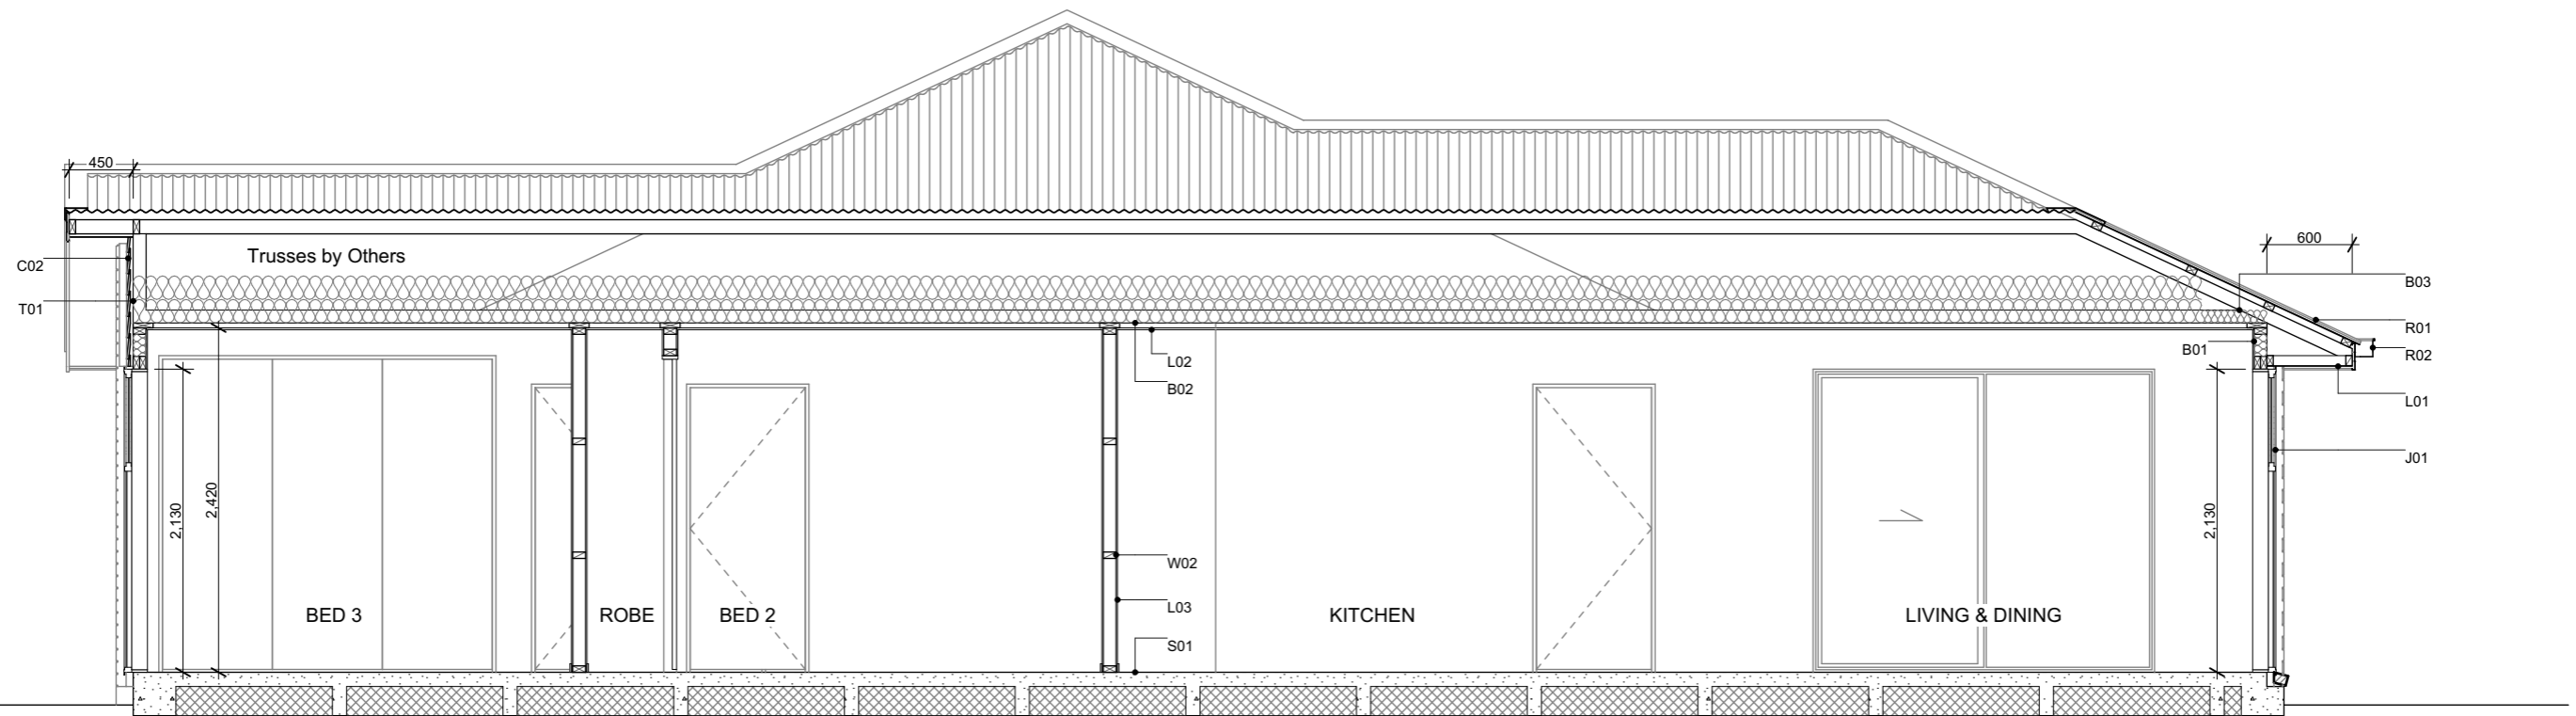 450
600
Trusses by Others
C02
T01
B03
R01
R02
B01
L02
B02
L01
J01
2,130
2,420
2,130
W02
L03
S01
BED 3
ROBE
BED 2
KITCHEN
LIVING & DINING